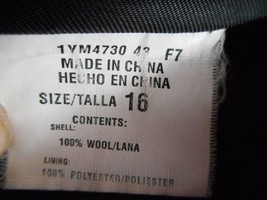 1YM4730 43 F7
MADE IN CHINA
HECHO EN CHINA
SIZE/TALLA 16
CONTENTS:
SHELL:
100% WOOL/LANA
LINING:
100% POLYESTER/POLIESTER